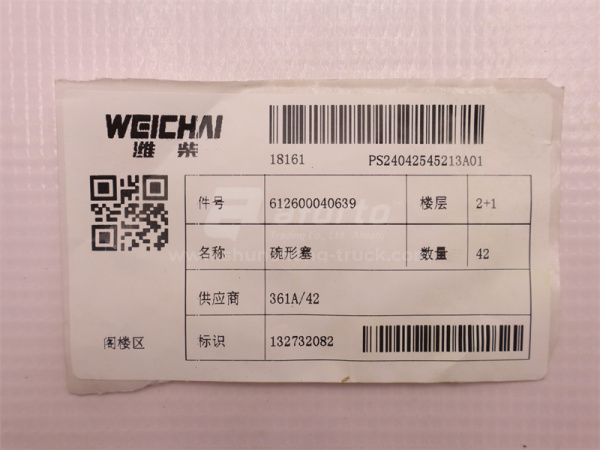 WEICHAI
潍柴
18161 PS24042545213A01
件号 612600040639 楼层 2+1
名称 碗形塞 数量 42
供应商 361A/42
阁楼区 标识 132732082